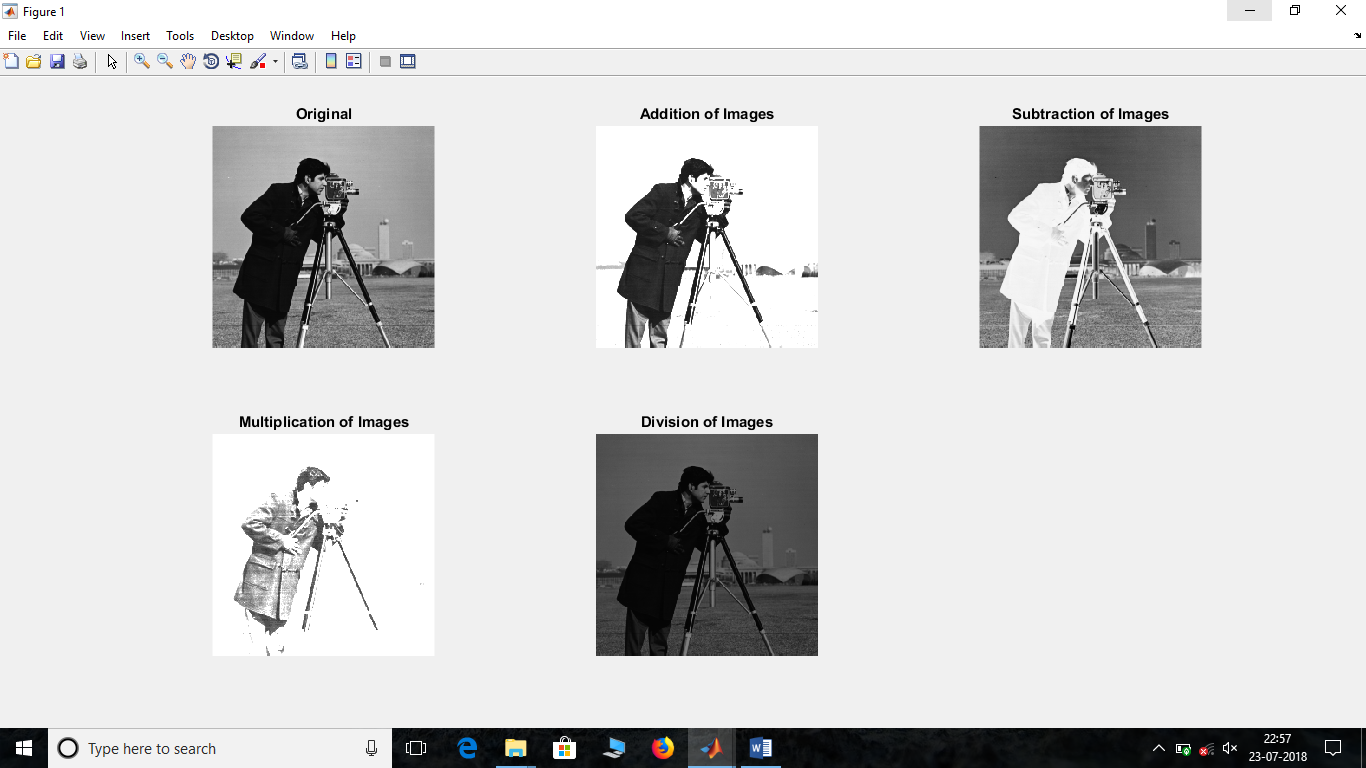 Figure 1
File Edit View Insert Tools Desktop Window Help
Original
Addition of Images
Subtraction of Images
Multiplication of Images
Division of Images
Type here to search
22:57
23-07-2018